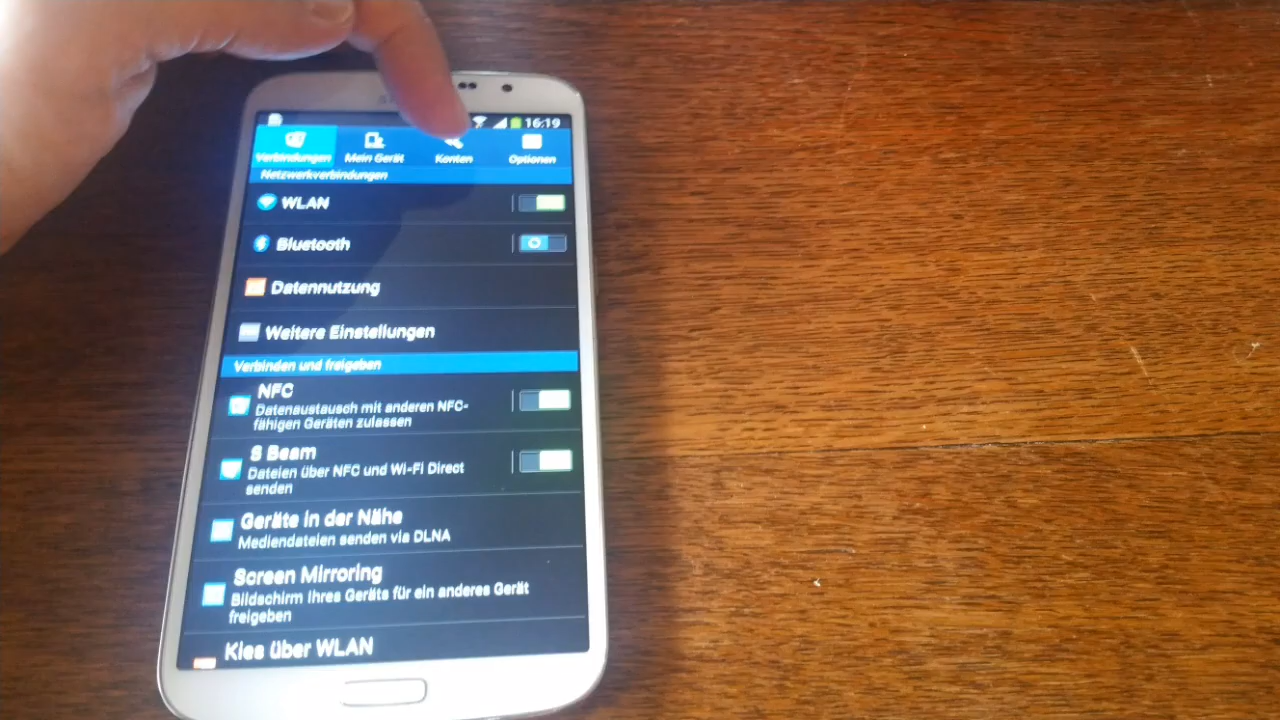 16:19
Verbindungen Mein Gerät Konten Optionen
Netzwerkverbindungen
WLAN
Bluetooth
Datennutzung
Weitere Einstellungen
Verbinden und freigeben
NFC
Datenaustausch mit anderen NFC-
fähigen Geräten zulassen
S Beam
Dateien über NFC und Wi-Fi Direct
senden
Geräte in der Nähe
Mediendateien senden via DLNA
Screen Mirroring
Bildschirm Ihres Geräts für ein anderes Gerät
freigeben
Kies über WLAN